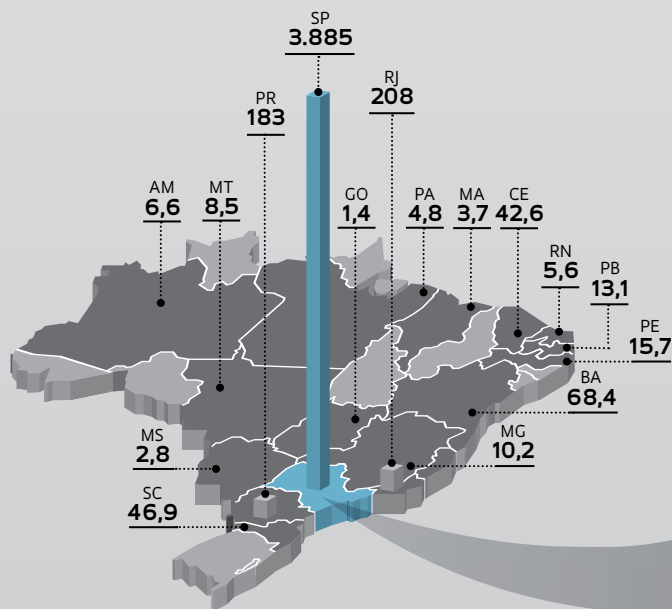 SP
3.885
RJ
208
PR
183
AM
6,6
MT
8,5
GO
1,4
PA
4,8
MA
3,7
CE
42,6
RN
5,6
PB
13,1
PE
15,7
BA
68,4
MG
10,2
MS
2,8
SC
46,9